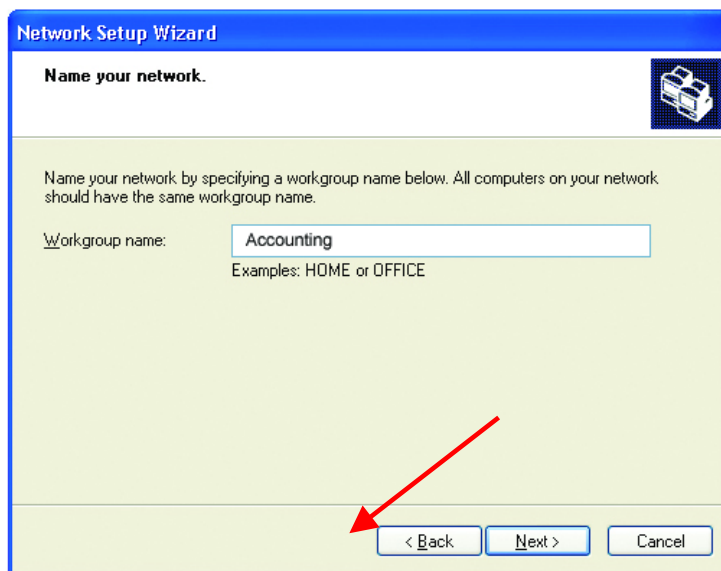 Network Setup Wizard
Name your network.
Name your network by specifying a workgroup name below. All computers on your network
should have the same workgroup name.
Workgroup name: Accounting
Examples: HOME or OFFICE
< Back Next > Cancel